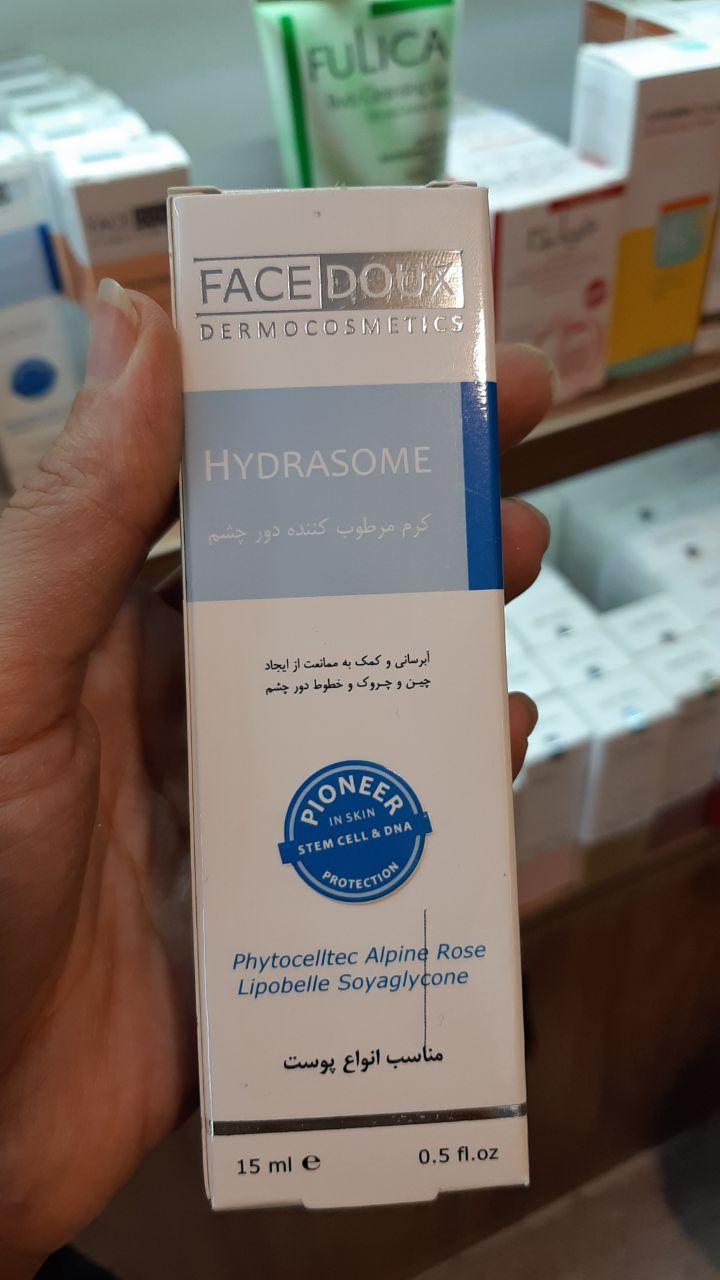 FULICA
FACE DOUX
DERMOCOSMETICS
HYDRASOME
کرم مرطوب کننده دور چشم
آبرسانی و کمک به ممانعت از ایجاد
چین و چروک و خطوط دور چشم
PIONEER
IN SKIN
STEM CELL & DNA
PROTECTION
Phytocelltec Alpine Rose
Lipobelle Soyaglycone
مناسب انواع پوست
15 ml ℮ 0.5 fl.oz